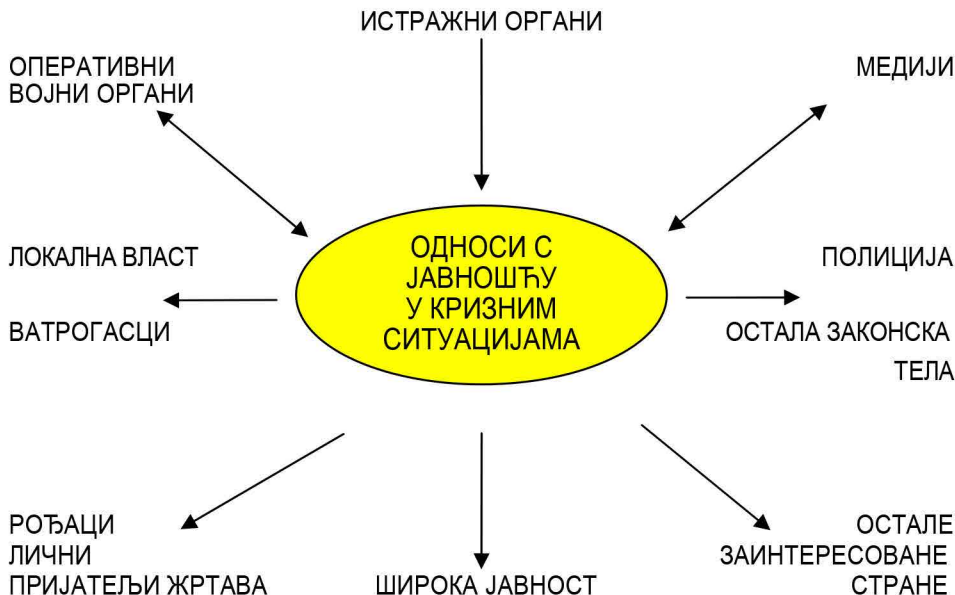 ИСТРАЖНИ ОРГАНИ
ОПЕРАТИВНИ
ВОЈНИ ОРГАНИ
МЕДИЈИ
ЛОКАЛНА ВЛАСТ
ВАТРОГАСЦИ
ОДНОСИ С
ЈАВНОШЋУ
У КРИЗНИМ
СИТУАЦИЈАМА
ПОЛИЦИЈА
ОСТАЛА ЗАКОНСКА
ТЕЛА
РОЂАЦИ
ЛИЧНИ
ПРИЈАТЕЉИ ЖРТАВА
ШИРОКА ЈАВНОСТ
ОСТАЛЕ
ЗАИНТЕРЕСОВАНЕ
СТРАНЕ